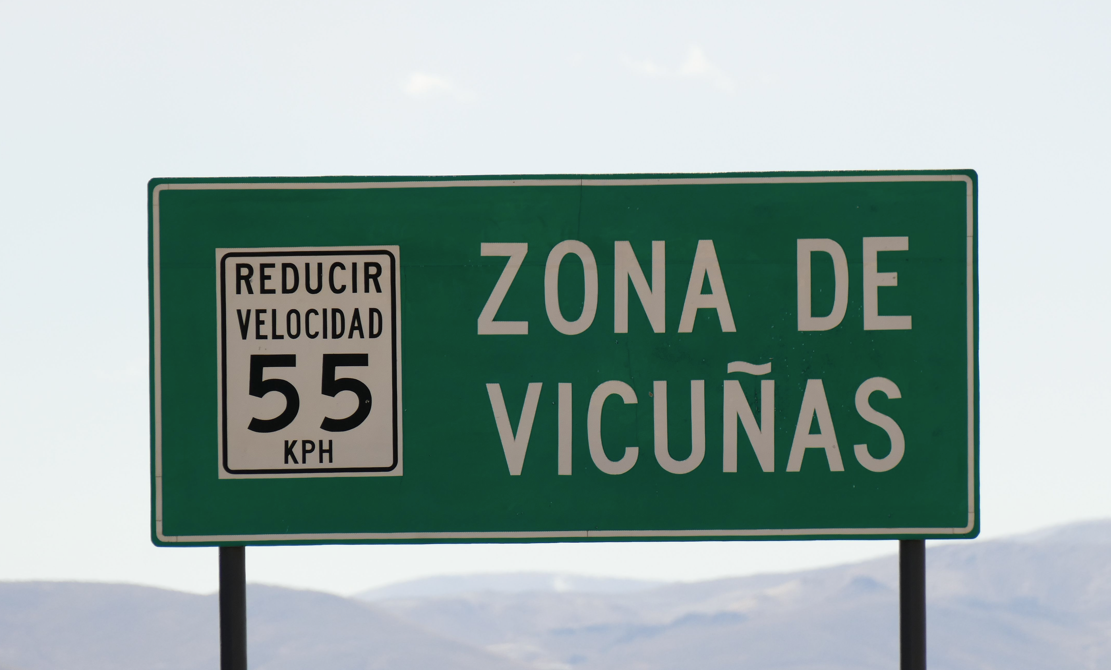 REDUCIR
VELOCIDAD
55
KPH
ZONA DE
VICUÑAS